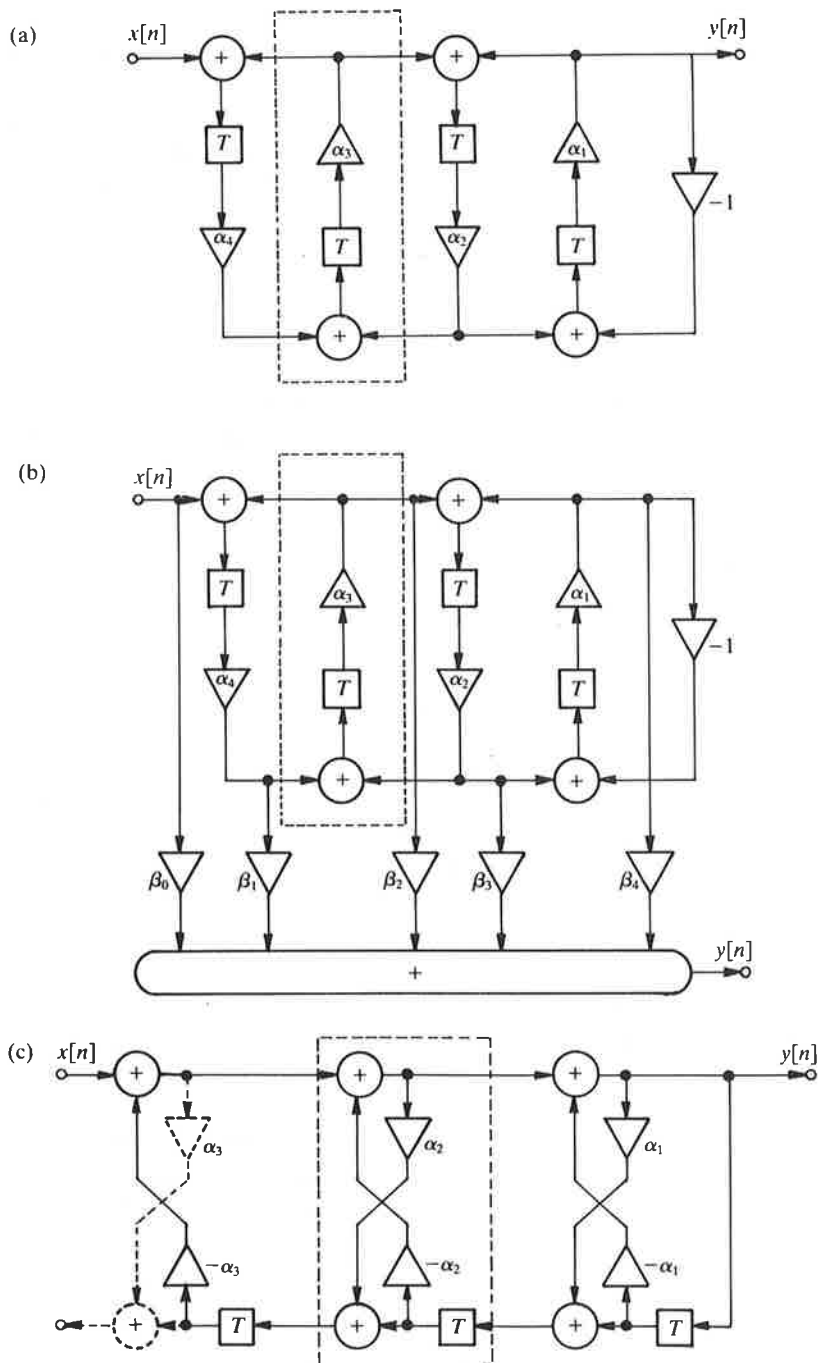 (a) x[n] + + y[n]
T α₃ T α₁
−1
α₄ T α₂ T
+ +
(b) x[n] + +
T α₃ T α₁
−1
α₄ T α₂ T
+ +
β₀ β₁ β₂ β₃ β₄
+ y[n]
(c) x[n] + + + y[n]
α₃ α₂ α₁
−α₃ −α₂ −α₁
+ T + T + T